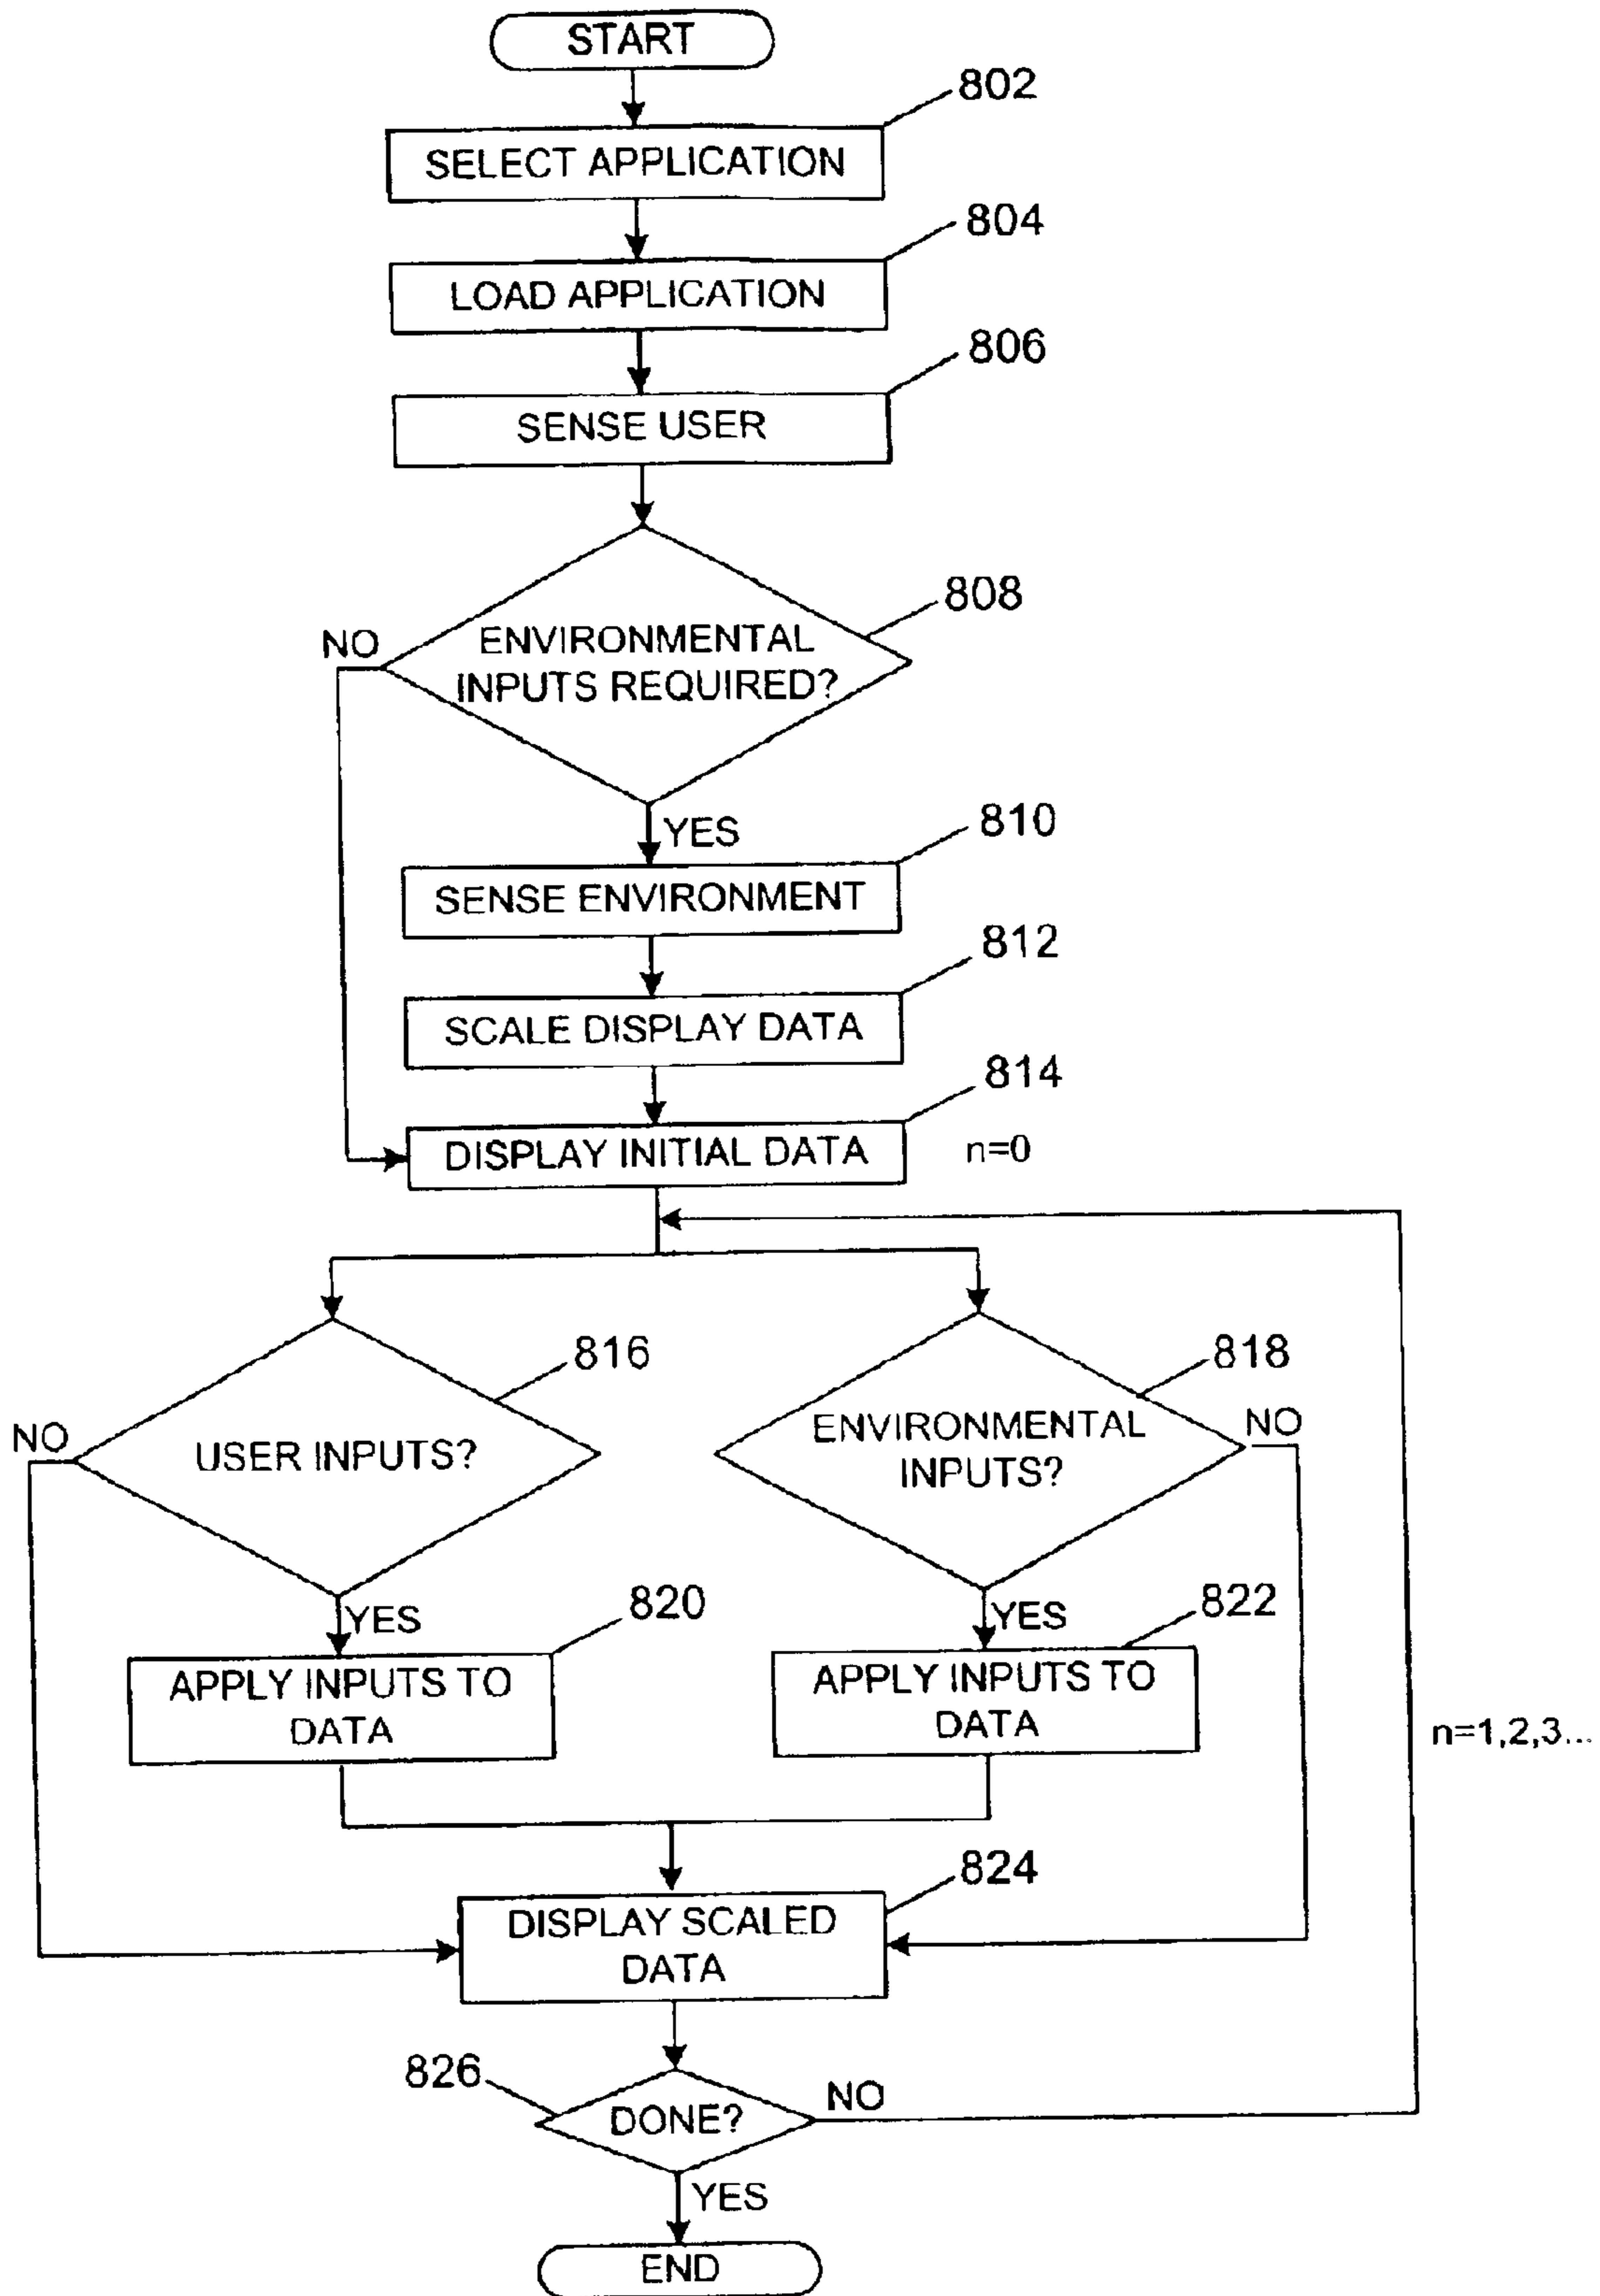 START
802
SELECT APPLICATION
804
LOAD APPLICATION
806
SENSE USER
808
NO
ENVIRONMENTAL
INPUTS REQUIRED?
YES
810
SENSE ENVIRONMENT
812
SCALE DISPLAY DATA
814
DISPLAY INITIAL DATA
n=0
816
818
NO
USER INPUTS?
ENVIRONMENTAL
INPUTS?
NO
YES
820
YES
822
APPLY INPUTS TO
DATA
APPLY INPUTS TO
DATA
n=1,2,3...
824
DISPLAY SCALED
DATA
826
DONE?
NO
YES
END